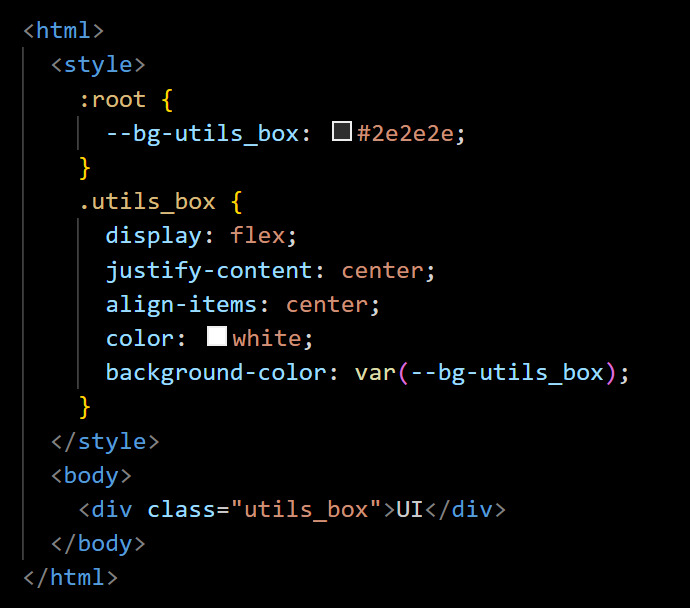 <html>
<style>
:root {
--bg-utils_box: #2e2e2e;
}
.utils_box {
display: flex;
justify-content: center;
align-items: center;
color: white;
background-color: var(--bg-utils_box);
}
</style>
<body>
<div class="utils_box">UI</div>
</body>
</html>